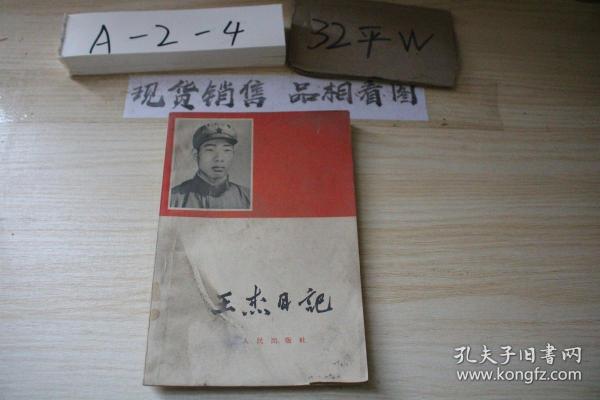 A-2-4
32平W
现货销售 品相看图
王杰日記
人民出版社
孔夫子旧書网
www.kongfz.com